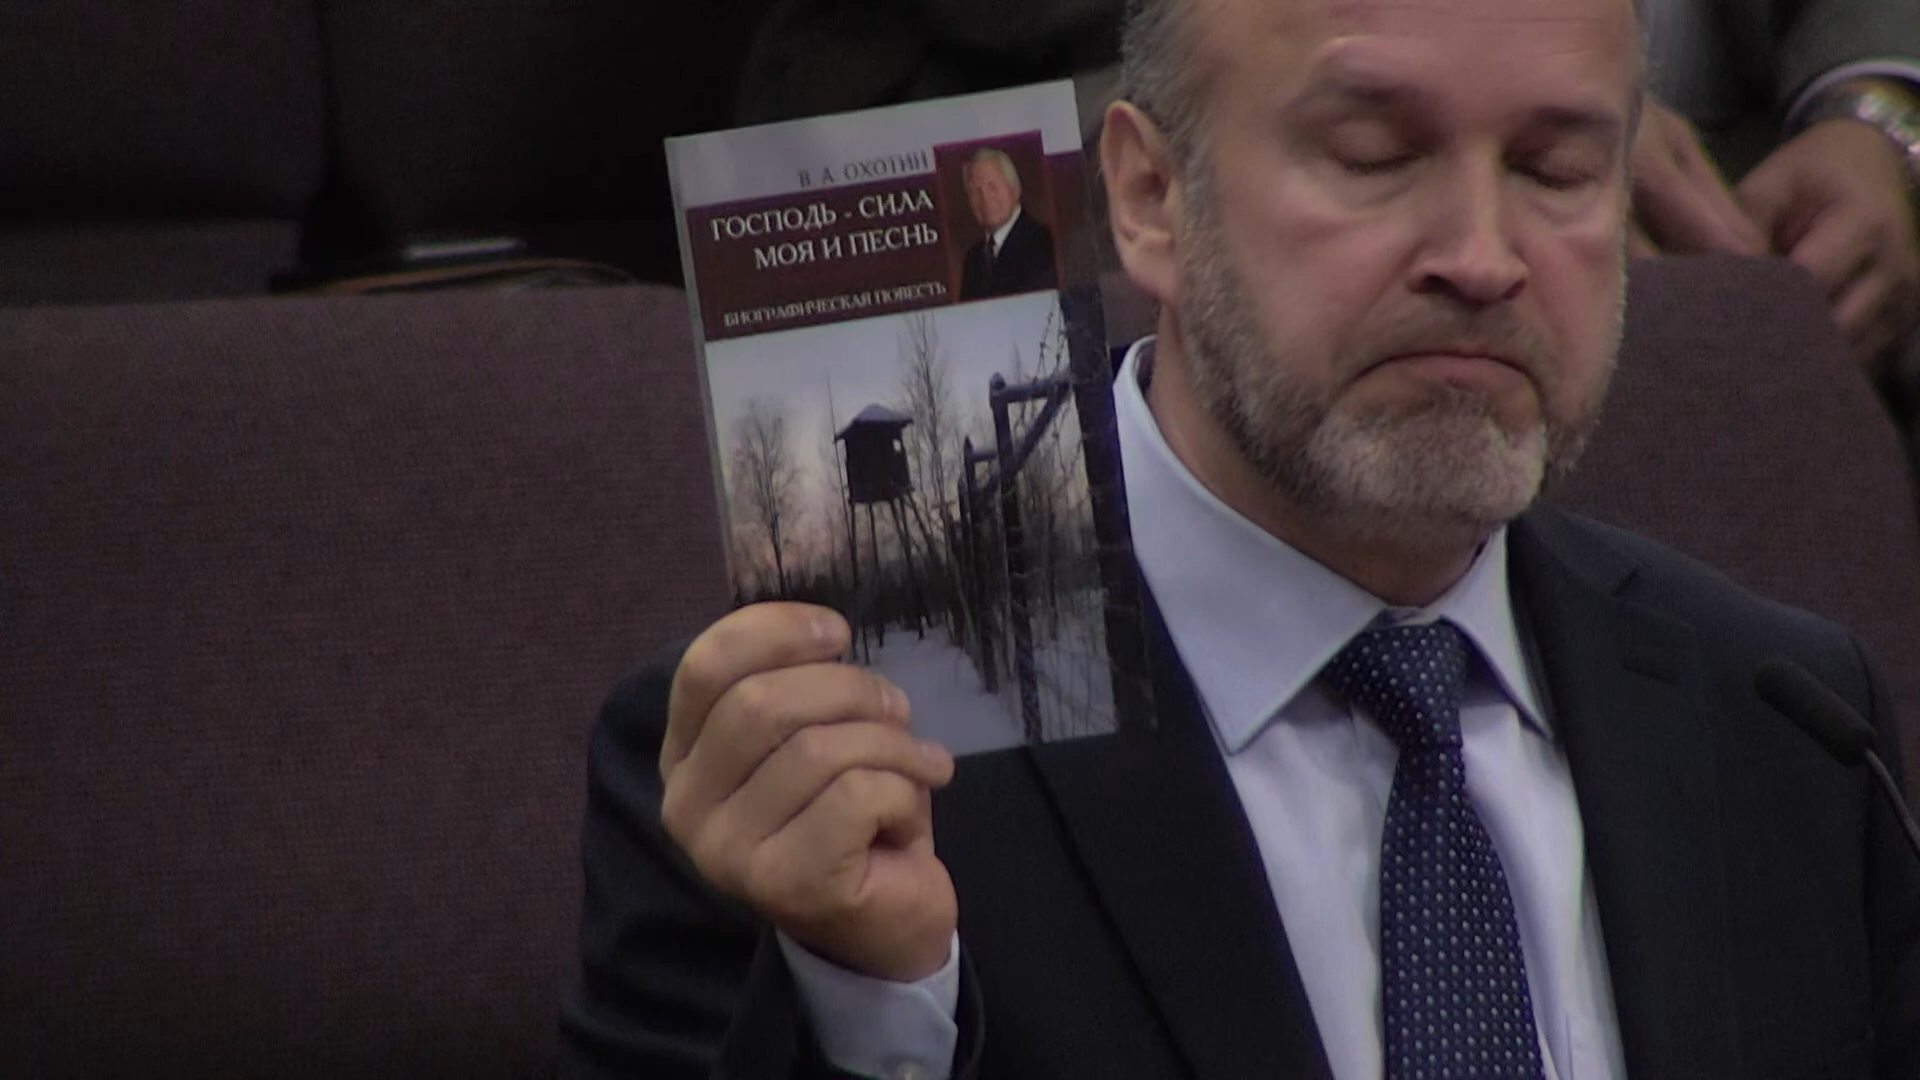 В. А. ОХОТИН
ГОСПОДЬ - СИЛА
МОЯ И ПЕСНЬ
БИОГРАФИЧЕСКАЯ ПОВЕСТЬ